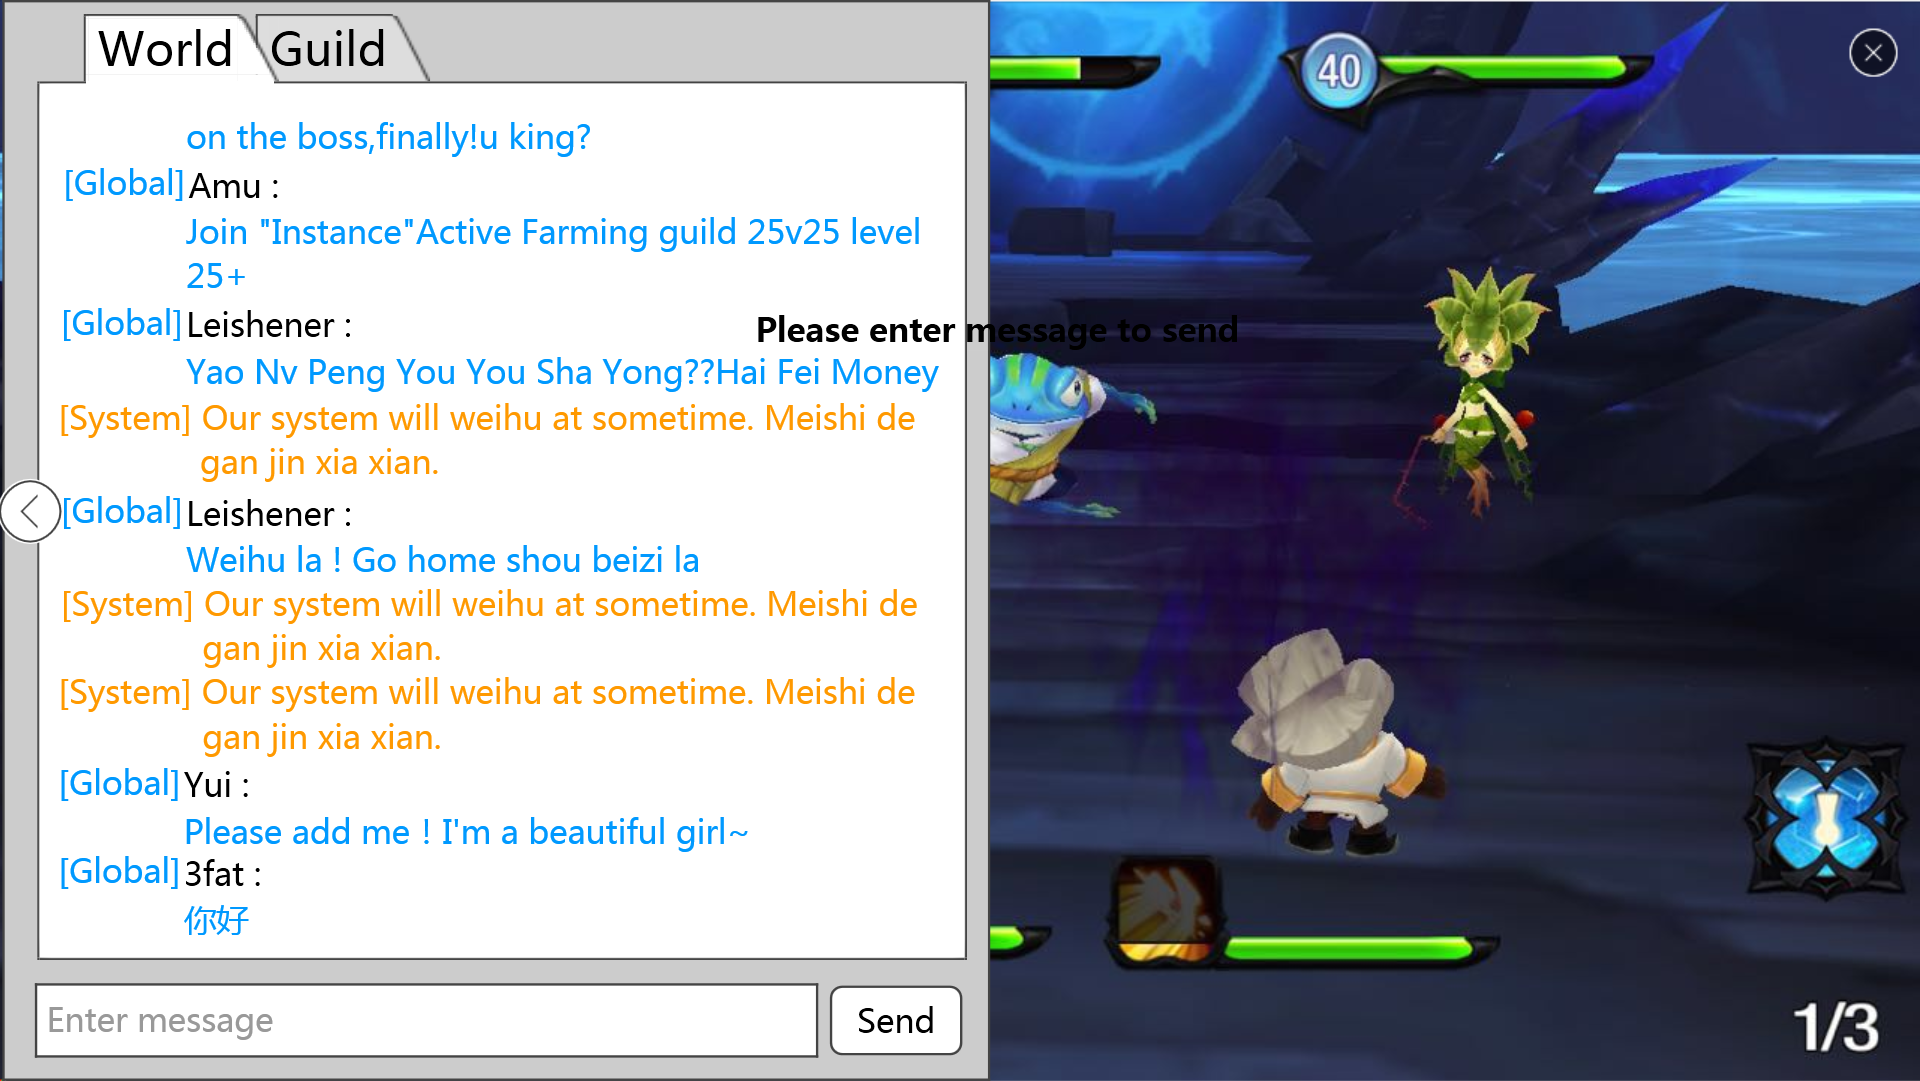 World
Guild
on the boss,finally!u king?
[Global] Amu :
Join "Instance"Active Farming guild 25v25 level
25+
[Global] Leishener :
Yao Nv Peng You You Sha Yong??Hai Fei Money
[System] Our system will weihu at sometime. Meishi de
gan jin xia xian.
[Global] Leishener :
Weihu la ! Go home shou beizi la
[System] Our system will weihu at sometime. Meishi de
gan jin xia xian.
[System] Our system will weihu at sometime. Meishi de
gan jin xia xian.
[Global] Yui :
Please add me ! I'm a beautiful girl~
[Global] 3fat :
你好
Enter message
Send
Please enter message to send
40
1/3